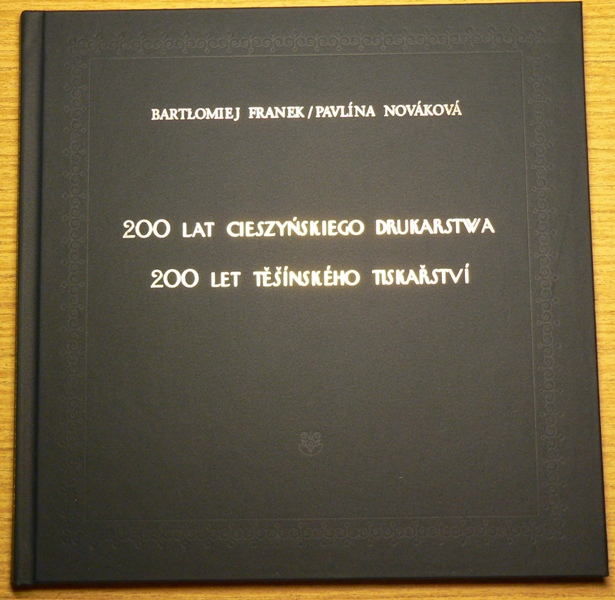 BARTŁOMIEJ FRANEK/PAVLÍNA NOVÁKOVÁ
200 LAT CIESZYŃSKIEGO DRUKARSTWA
200 LET TĚŠÍNSKÉHO TISKAŘSTVÍ